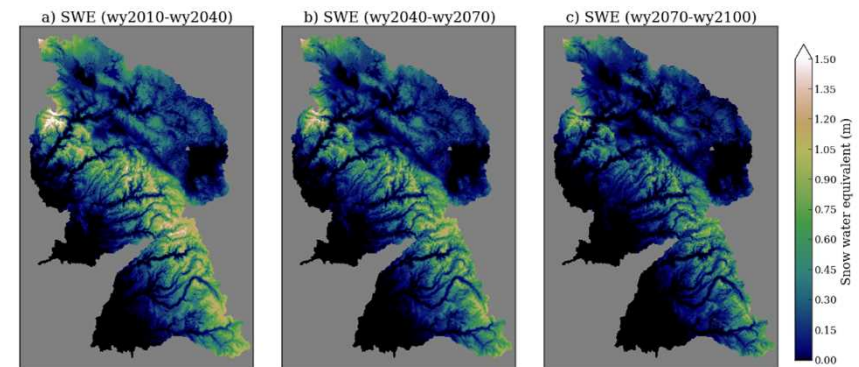 a) SWE (wy2010-wy2040)
b) SWE (wy2040-wy2070)
c) SWE (wy2070-wy2100)
1.50
1.35
1.20
1.05
0.90
0.75
0.60
0.45
0.30
0.15
0.00
Snow water equivalent (m)